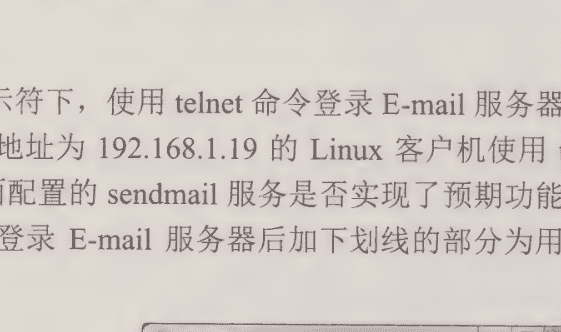 示符下，使用 telnet 命令登录 E-mail 服务器
地址为 192.168.1.19 的 Linux 客户机使用
配置的 sendmail 服务是否实现了预期功能
登录 E-mail 服务器后加下划线的部分为用